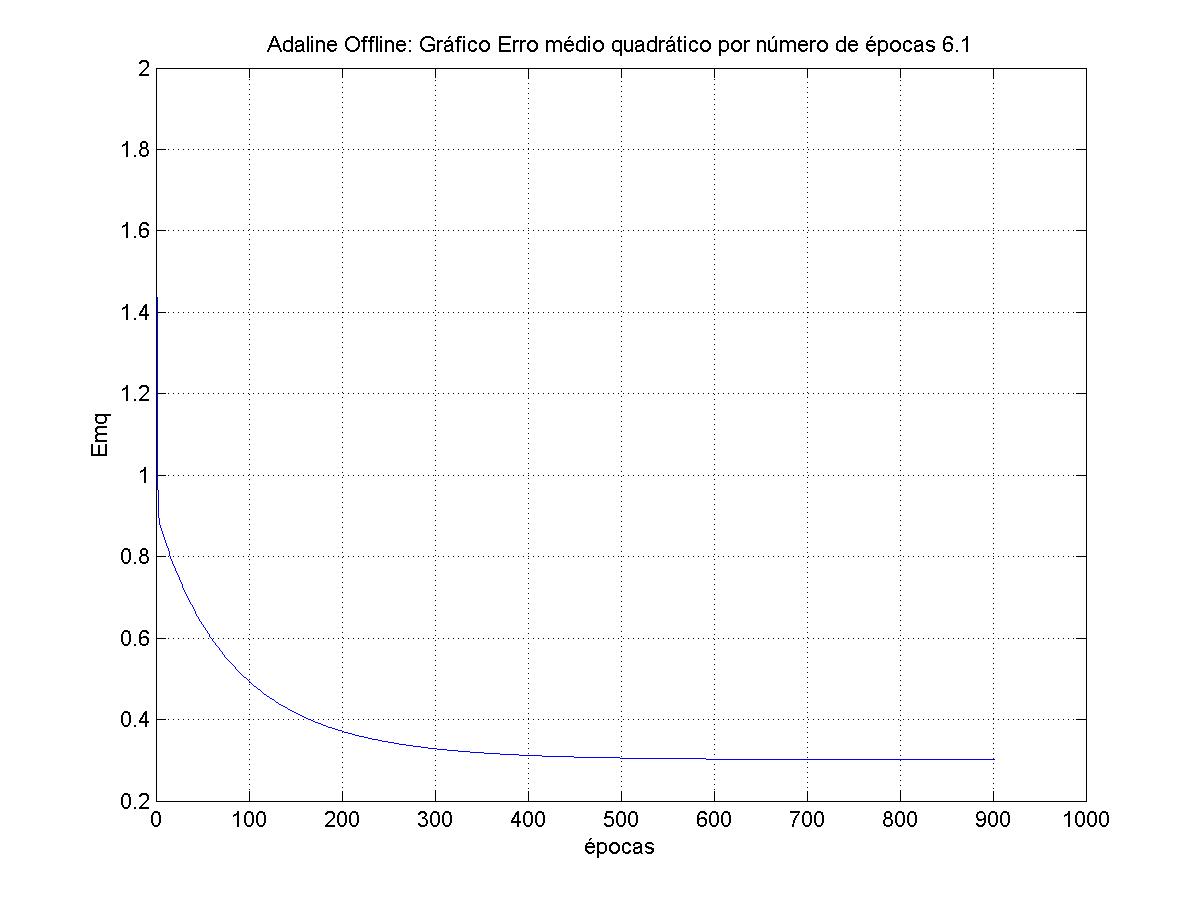 Adaline Offline: Gráfico Erro médio quadrático por número de épocas 6.1
2
1.8
1.6
1.4
1.2
1
0.8
0.6
0.4
0.2
Emq
0 100 200 300 400 500 600 700 800 900 1000
épocas